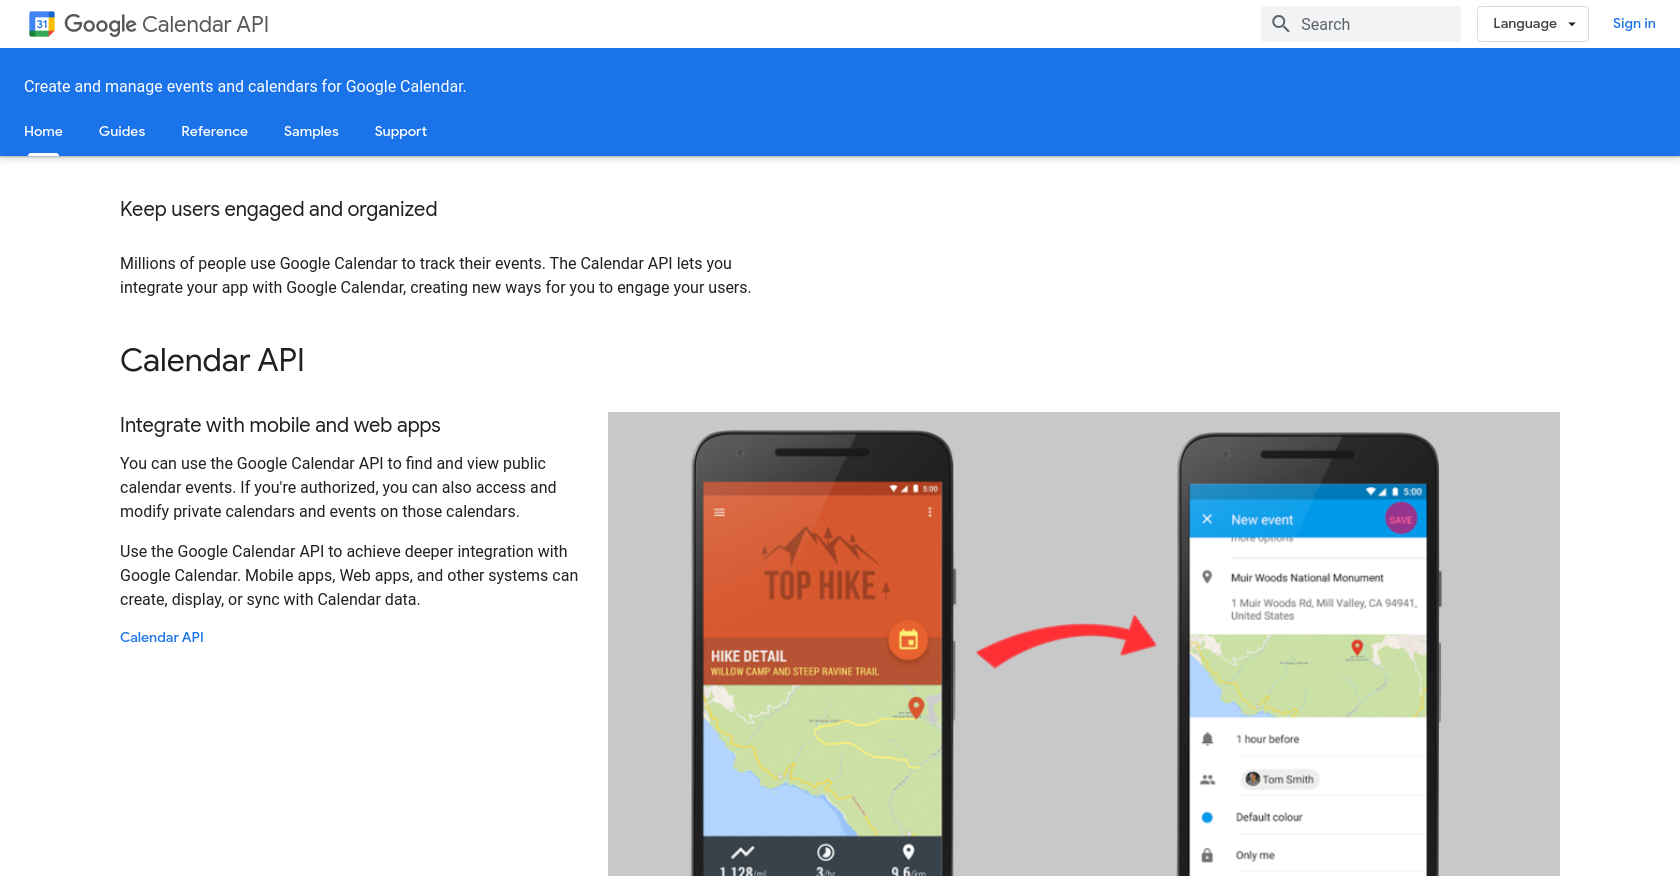 Google Calendar API
Search
Language
Sign in
Create and manage events and calendars for Google Calendar.
Home
Guides
Reference
Samples
Support
Keep users engaged and organized
Millions of people use Google Calendar to track their events. The Calendar API lets you
integrate your app with Google Calendar, creating new ways for you to engage your users.
Calendar API
Integrate with mobile and web apps
You can use the Google Calendar API to find and view public
calendar events. If you're authorized, you can also access and
modify private calendars and events on those calendars.
Use the Google Calendar API to achieve deeper integration with
Google Calendar. Mobile apps, Web apps, and other systems can
create, display, or sync with Calendar data.
Calendar API
5:00
TOP HIKE
HIKE DETAIL
WILLOW CAMP AND STEEP RAVINE TRAIL
1,128/ml
3/hr
9.6/km
5:00
New event
SAVE
more options
Muir Woods National Monument
1 Muir Woods Rd, Mill Valley, CA 94941,
United States
1 hour before
Tom Smith
Default colour
Only me
31